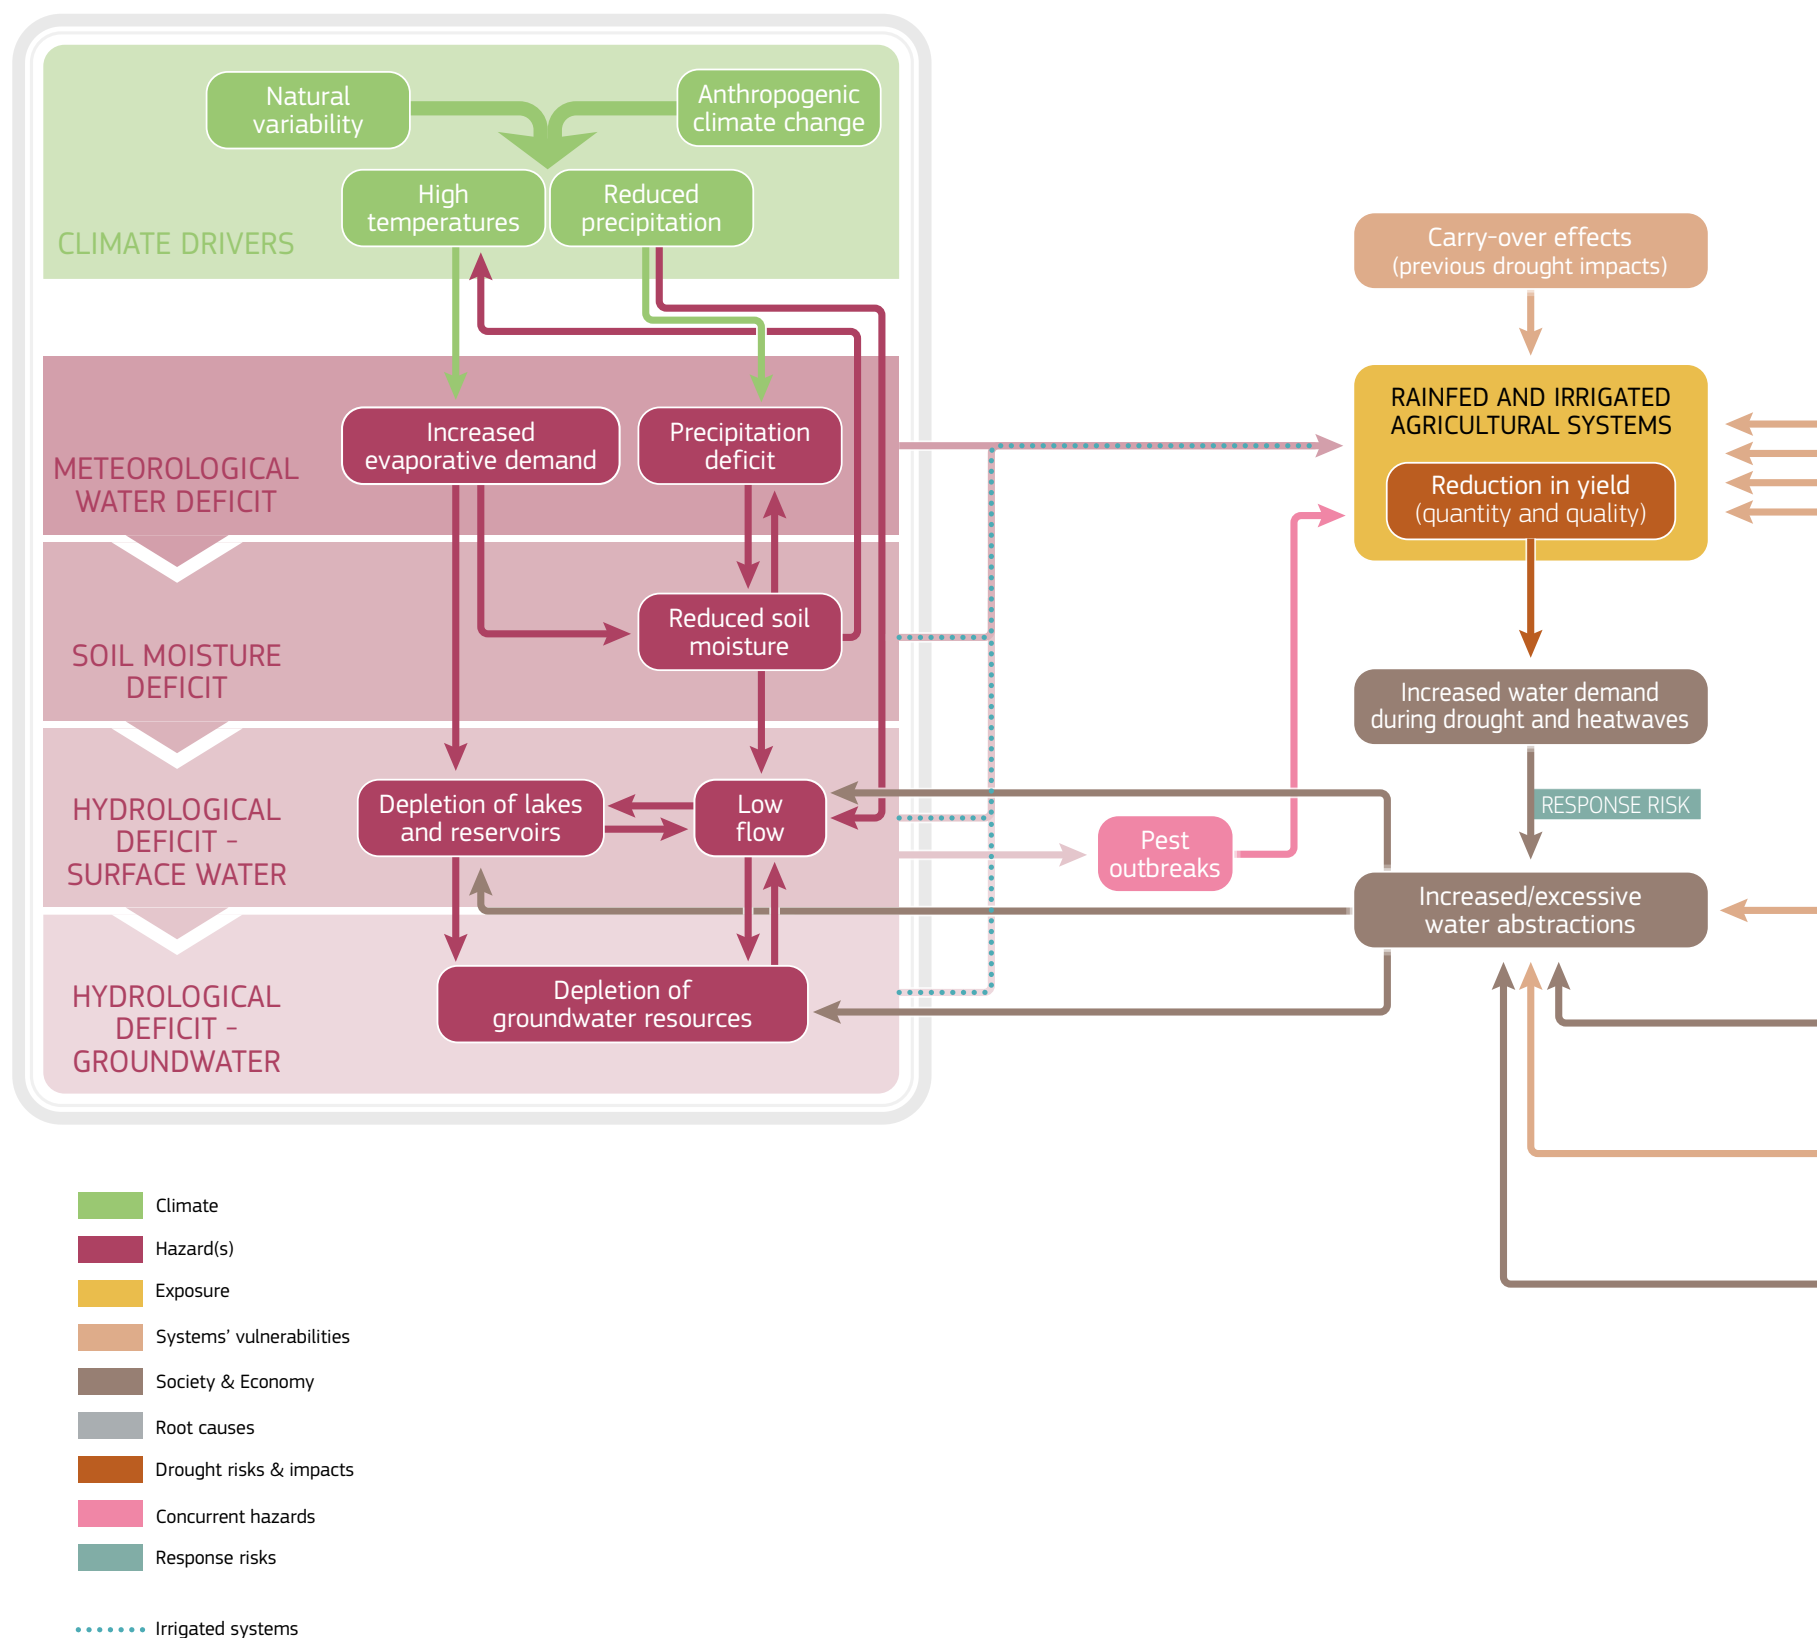 Natural
variability
Anthropogenic
climate change
High
temperatures
Reduced
precipitation
CLIMATE DRIVERS
Carry-over effects
(previous drought impacts)
RAINFED AND IRRIGATED
AGRICULTURAL SYSTEMS
Reduction in yield
(quantity and quality)
Increased
evaporative demand
Precipitation
deficit
METEOROLOGICAL
WATER DEFICIT
Reduced soil
moisture
SOIL MOISTURE
DEFICIT
Increased water demand
during drought and heatwaves
RESPONSE RISK
Depletion of lakes
and reservoirs
Low
flow
HYDROLOGICAL
DEFICIT -
SURFACE WATER
Pest
outbreaks
Increased/excessive
water abstractions
Depletion of
groundwater resources
HYDROLOGICAL
DEFICIT -
GROUNDWATER
Climate
Hazard(s)
Exposure
Systems' vulnerabilities
Society & Economy
Root causes
Drought risks & impacts
Concurrent hazards
Response risks
Irrigated systems